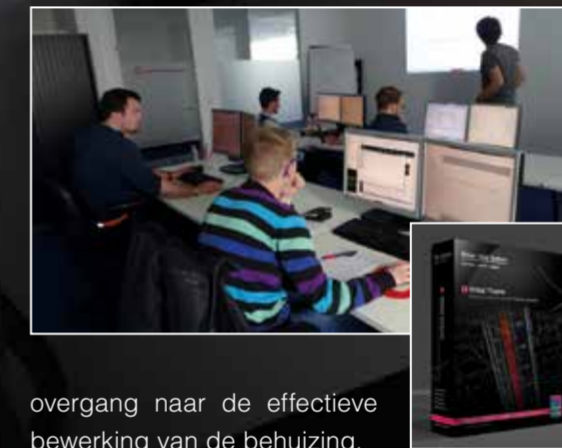 overgang naar de effectieve
bewerking van de behuizing.